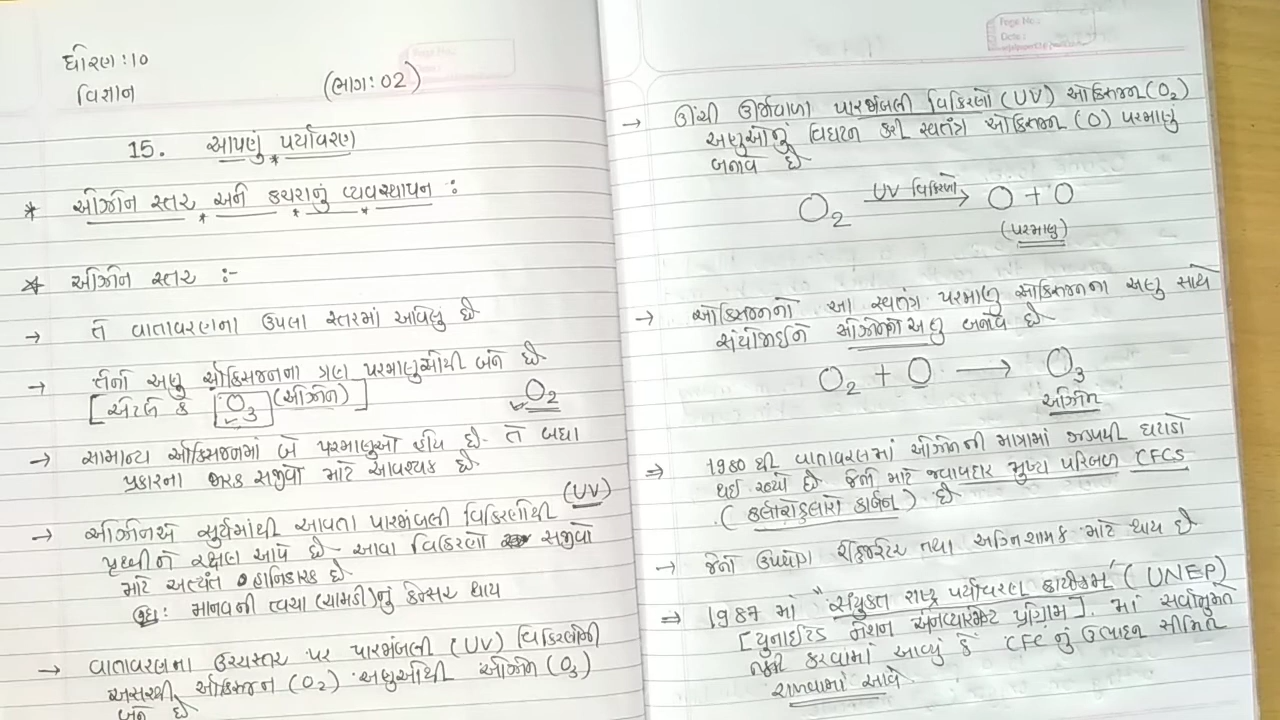 ધોરણ : 10
વિજ્ઞાન
(ભાગ : 02)
15. આપણું પર્યાવરણ
* ઓઝોન સ્તર અને કચરાનું વ્યવસ્થાપન :
* ઓઝોન સ્તર :-
→ તે વાતાવરણના ઉપલા સ્તરમાં આવેલું છે
→ તેનો અણુ ઓક્સિજનના ત્રણ પરમાણુઓથી બને છે
[એટલે કે O3 (ઓઝોન)] O2
→ સામાન્ય ઓક્સિજનમાં બે પરમાણુઓ હોય છે. તે બધા
પ્રકારના જારક સજીવો માટે આવશ્યક છે
→ ઓઝોનએ સુર્યમાંથી આવતા પારજાંબલી વિકિરણોથી (UV)
પૃથ્વીને રક્ષણ આપે છે. આવા વિકિરણો સજીવો
માટે અત્યંત હાનિકારક છે
દા : માનવની ત્વચા (ચામડી)નું કેન્સર થાય
→ વાતાવરણના ઉચ્ચસ્તર પર પારજાંબલી (UV) વિકિરણોની
અસરથી ઓક્સિજન (O2) અણુઓથી ઓઝોન (O3)
બને છે
Page No.:
Date:
→ ઊંચી ઊર્જાવાળા પારજાંબલી વિકિરણો (UV) ઓક્સિજન (O2)
અણુઓનું વિઘટન કરી સ્વતંત્ર ઓક્સિજન (O) પરમાણું
બનાવે છે
O2 UV વિકિરણો → O + O
(પરમાણુ)
→ ઓક્સિજનનો આ સ્વતંત્ર પરમાણુ ઓક્સિજનના અણુ સાથે
સંયોજાઈને ઓઝોનનો અણુ બનાવે છે
O2 + O → O3
ઓઝોન
⇒ 1980 થી વાતાવરણમાં ઓઝોનની માત્રામાં ઝડપથી ઘટાડો
થઈ રહ્યો છે જેની માટે જવાબદાર મુખ્ય પરિબળ CFCS
(ક્લોરોફ્લોરો કાર્બન) છે
→ જેનો ઉપયોગ રેફ્રિજરેટર તથા અગ્નિશામક માટે થાય છે
⇒ 1987 માં "સંયુક્ત રાષ્ટ્ર પર્યાવરણ કાર્યક્રમ" (UNEP)
[યુનાઈટેડ નેશન એનવ્યારમેન્ટ પ્રોગ્રામ] માં સર્વાનુમતે
નક્કી કરવામાં આવ્યું કે CFC નું ઉત્પાદન સીમિત
રાખવામાં આવે